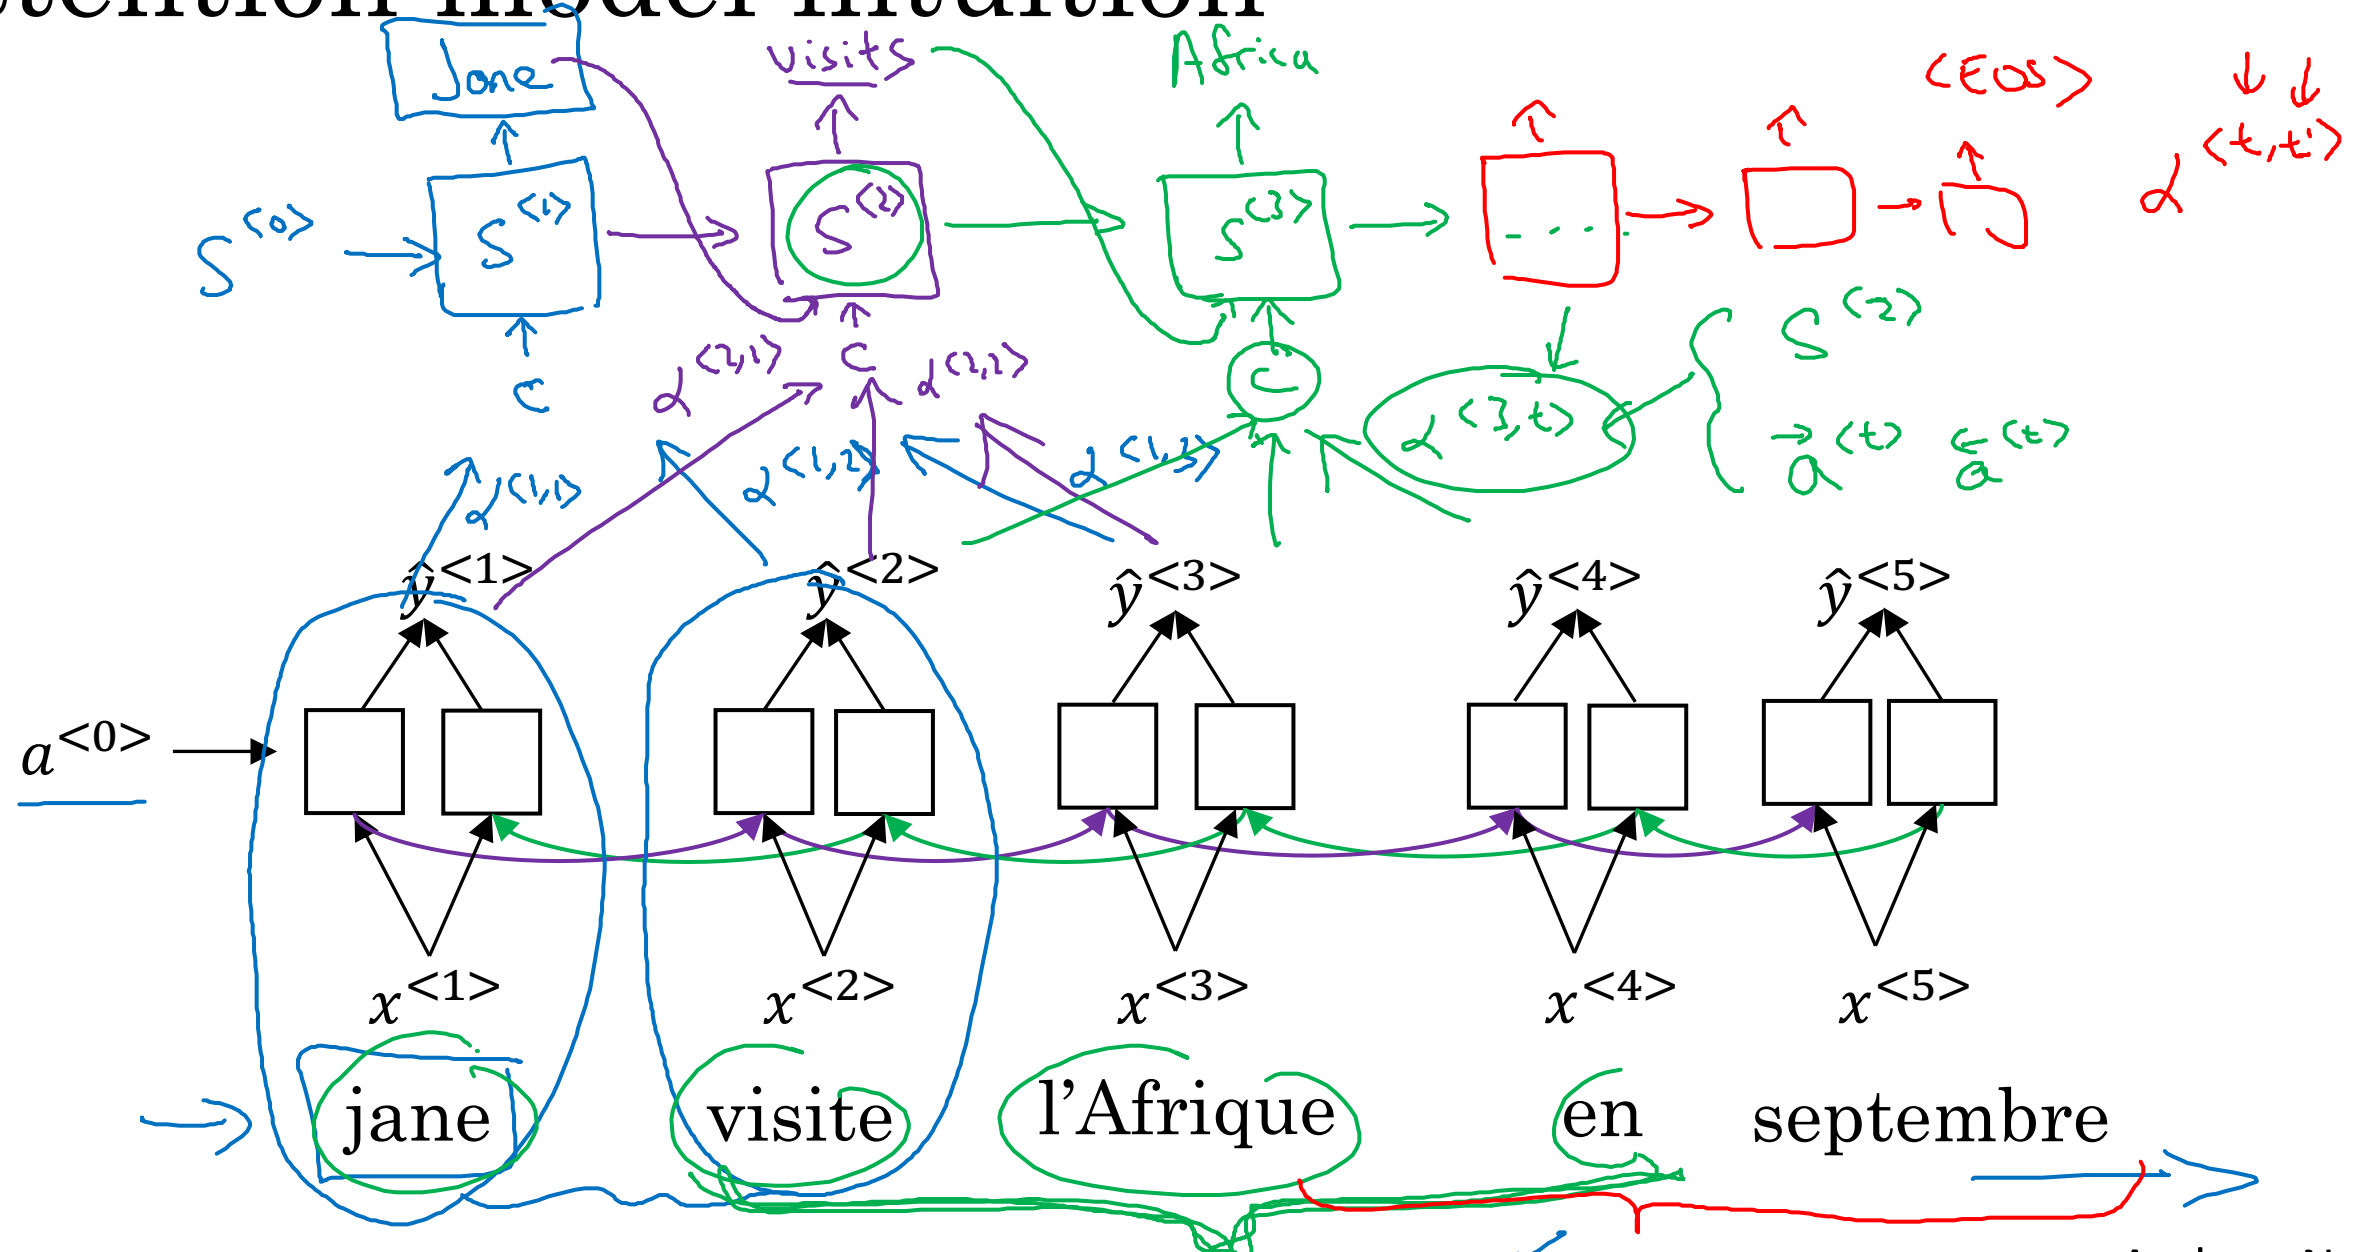 Jane visits Africa <EOS>
α<t,t'>
S<0> S<1> S<2> S<3>
C α<2,1> C α<2,2> C α<3,t> S<2>
α<1,1> α<1,2> α<1,3> a→<t> a←<t>
ŷ<1> ŷ<2> ŷ<3> ŷ<4> ŷ<5>
a<0>
x<1> x<2> x<3> x<4> x<5>
jane visite l'Afrique en septembre